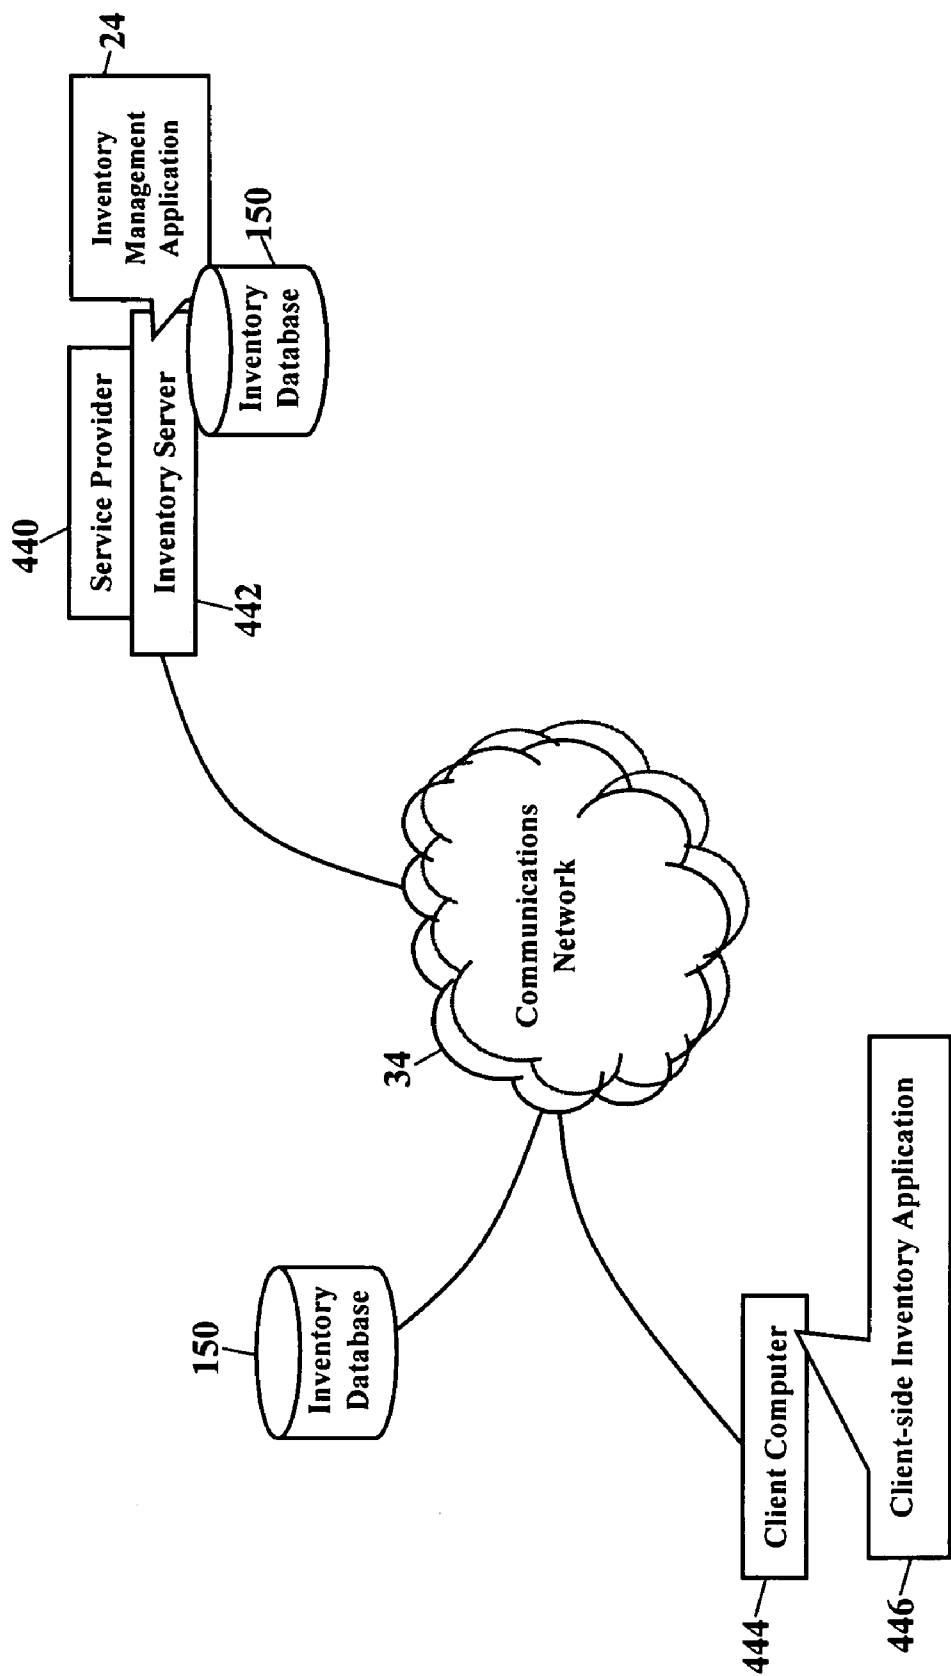 440
Service Provider
Inventory Server
442
24
Inventory
Management
Application
150
Inventory
Database
34
Communications
Network
150
Inventory
Database
444
Client Computer
446
Client-side Inventory Application